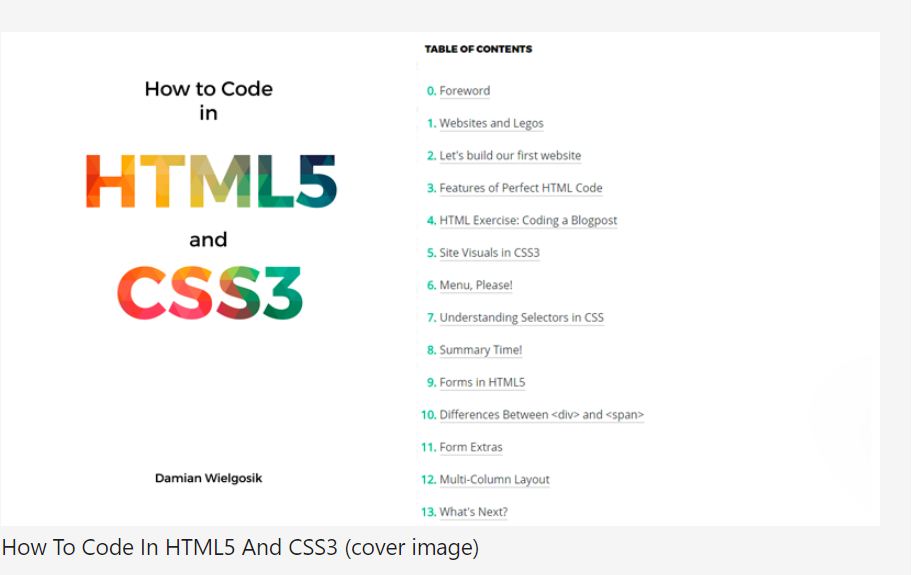 How to Code
in
HTML5
and
CSS3
Damian Wielgosik
TABLE OF CONTENTS
0. Foreword
1. Websites and Legos
2. Let's build our first website
3. Features of Perfect HTML Code
4. HTML Exercise: Coding a Blogpost
5. Site Visuals in CSS3
6. Menu, Please!
7. Understanding Selectors in CSS
8. Summary Time!
9. Forms in HTML5
10. Differences Between <div> and <span>
11. Form Extras
12. Multi-Column Layout
13. What's Next?
How To Code In HTML5 And CSS3 (cover image)